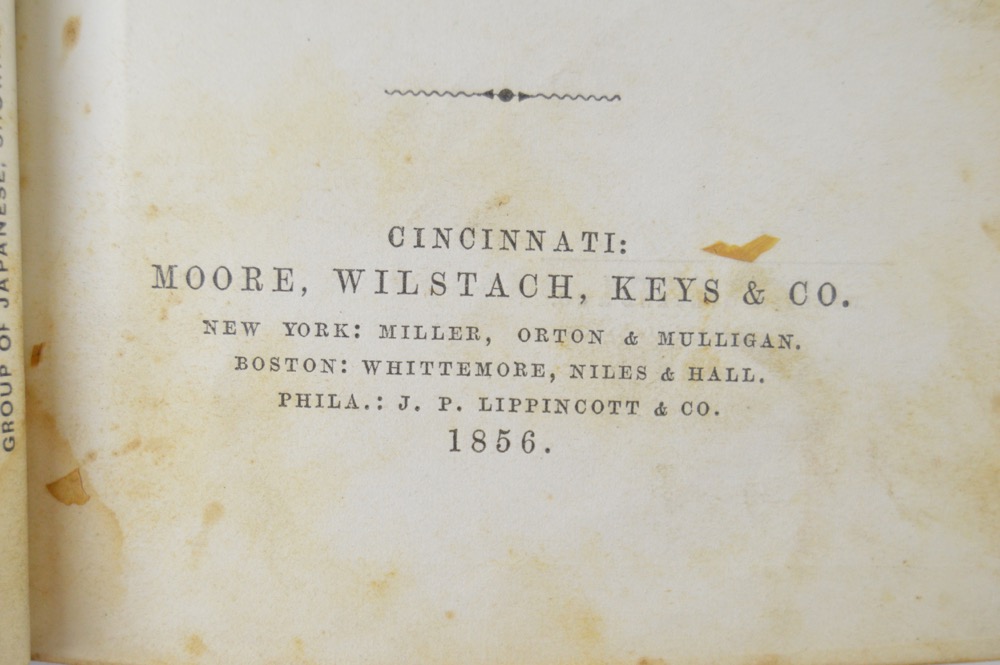 CINCINNATI:
MOORE, WILSTACH, KEYS & CO.
NEW YORK: MILLER, ORTON & MULLIGAN.
BOSTON: WHITTEMORE, NILES & HALL.
PHILA.: J. P. LIPPINCOTT & CO.
1856.
GROUP OF JAPANESE,